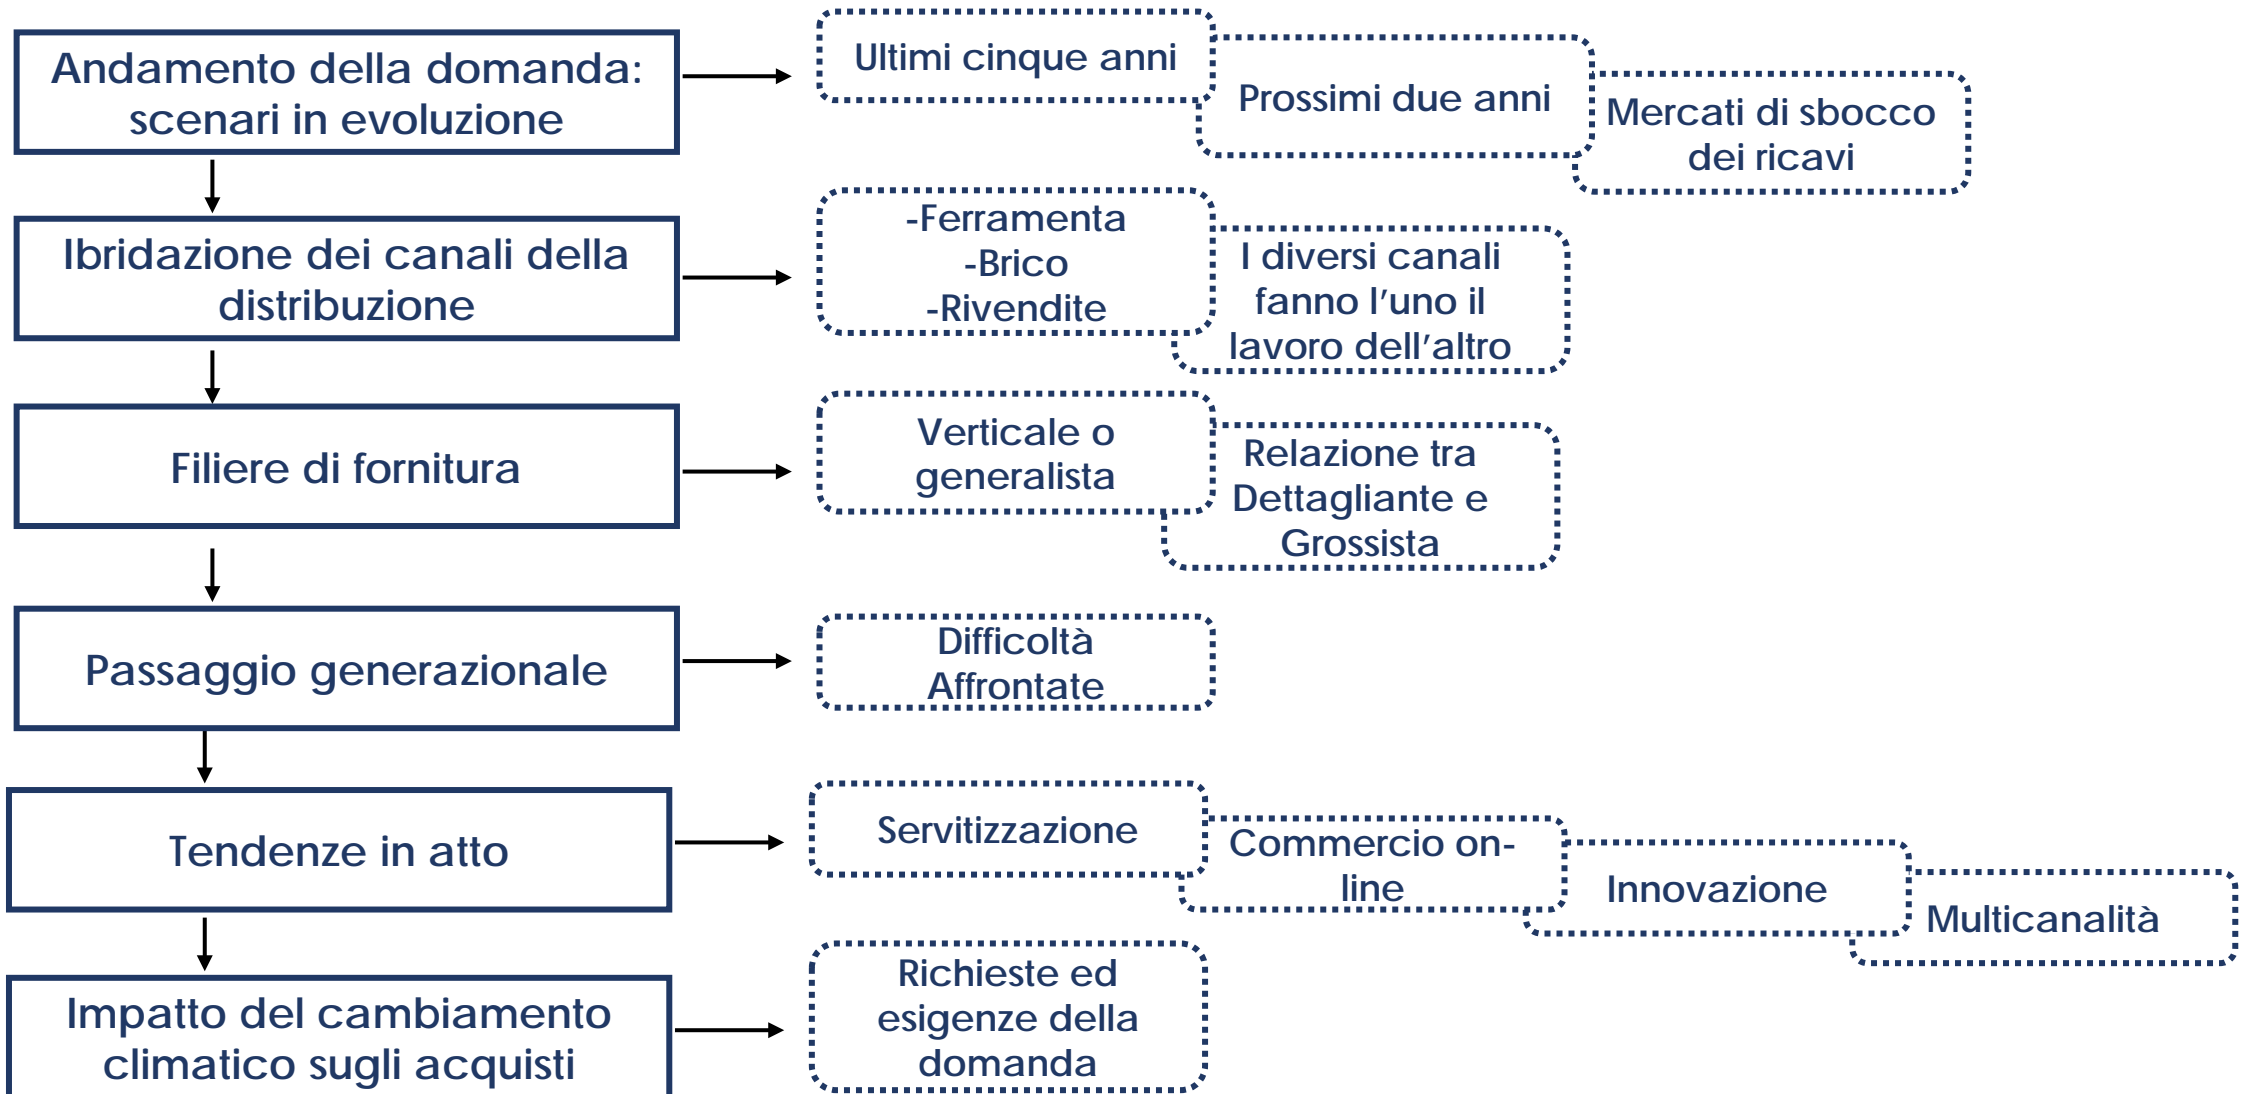 Andamento della domanda:
scenari in evoluzione
Ultimi cinque anni
Prossimi due anni
Mercati di sbocco
dei ricavi
Ibridazione dei canali della
distribuzione
-Ferramenta
-Brico
-Rivendite
I diversi canali
fanno l’uno il
lavoro dell’altro
Filiere di fornitura
Verticale o
generalista
Relazione tra
Dettagliante e
Grossista
Passaggio generazionale
Difficoltà
Affrontate
Tendenze in atto
Servitizzazione
Commercio on-
line
Innovazione
Multicanalità
Impatto del cambiamento
climatico sugli acquisti
Richieste ed
esigenze della
domanda